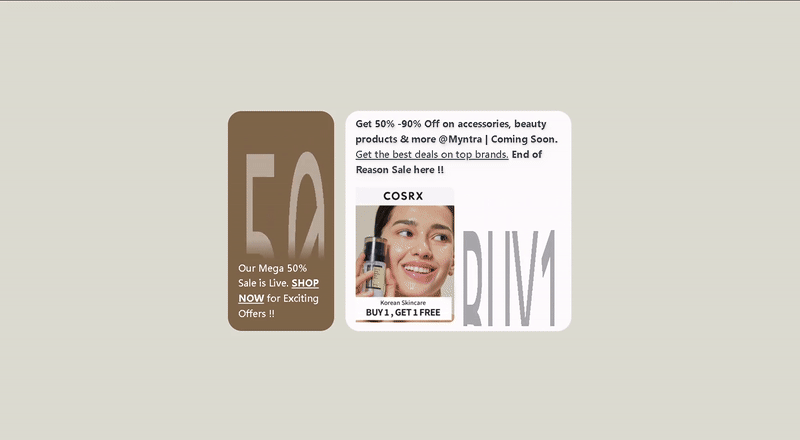 50
Our Mega 50%
Sale is Live. SHOP
NOW for Exciting
Offers !!
Get 50% -90% Off on accessories, beauty
products & more @Myntra | Coming Soon.
Get the best deals on top brands. End of
Reason Sale here !!
COSRX
Korean Skincare
BUY 1 , GET 1 FREE
BUY1